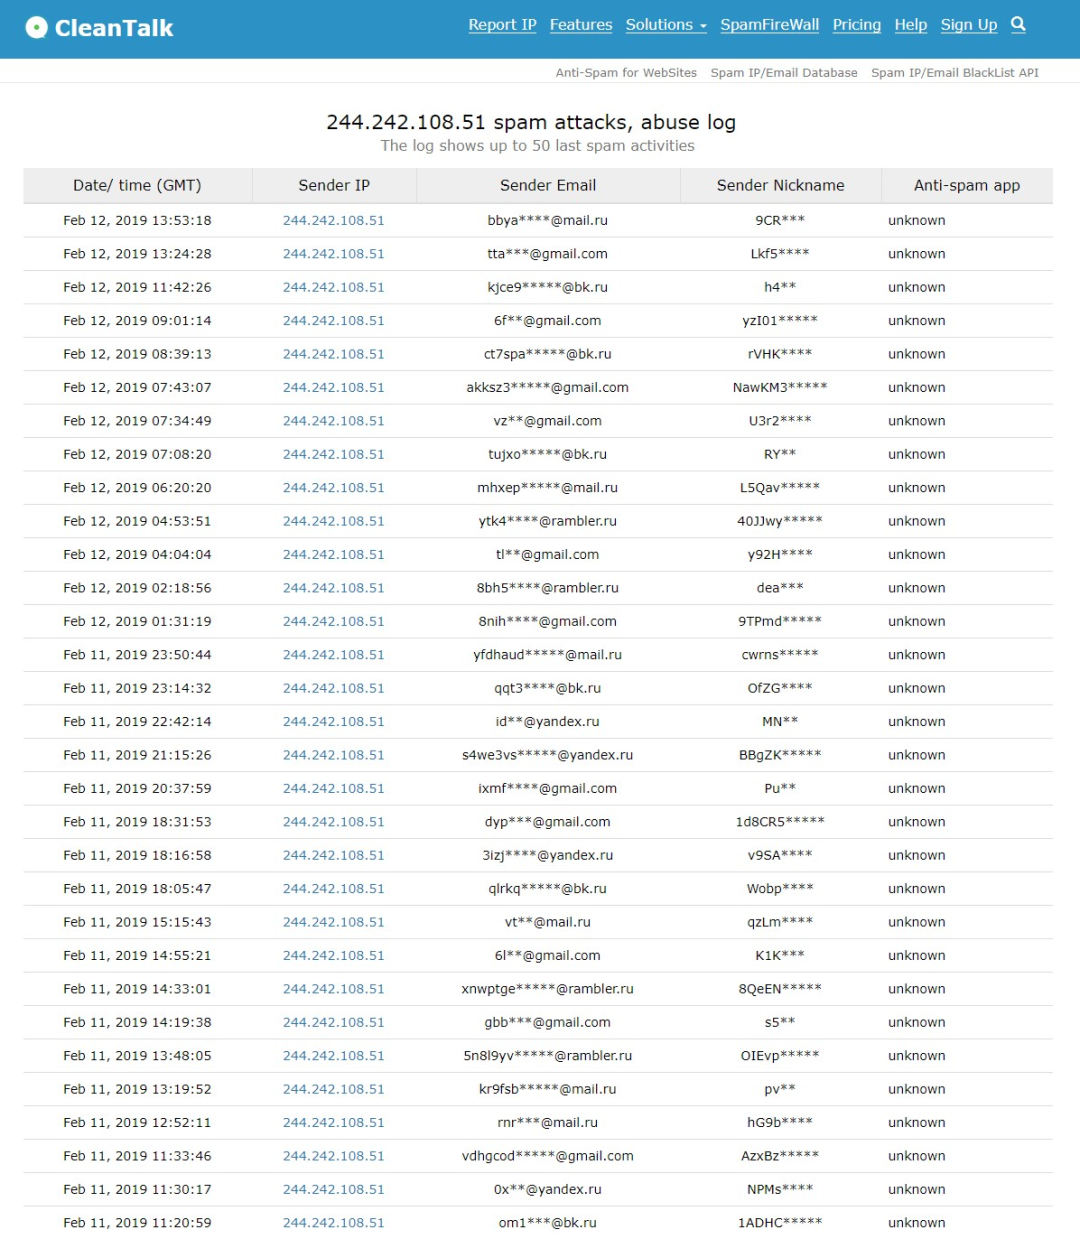 CleanTalk
Report IP Features Solutions SpamFireWall Pricing Help Sign Up
Anti-Spam for WebSites Spam IP/Email Database Spam IP/Email BlackList API
244.242.108.51 spam attacks, abuse log
The log shows up to 50 last spam activities
Date/ time (GMT) Sender IP Sender Email Sender Nickname Anti-spam app
Feb 12, 2019 13:53:18 244.242.108.51 bbya****@mail.ru 9CR*** unknown
Feb 12, 2019 13:24:28 244.242.108.51 tta***@gmail.com Lkf5**** unknown
Feb 12, 2019 11:42:26 244.242.108.51 kjce9*****@bk.ru h4** unknown
Feb 12, 2019 09:01:14 244.242.108.51 6f**@gmail.com yzI01***** unknown
Feb 12, 2019 08:39:13 244.242.108.51 ct7spa*****@bk.ru rVHK**** unknown
Feb 12, 2019 07:43:07 244.242.108.51 akksz3*****@gmail.com NawKM3***** unknown
Feb 12, 2019 07:34:49 244.242.108.51 vz**@gmail.com U3r2**** unknown
Feb 12, 2019 07:08:20 244.242.108.51 tujxo*****@bk.ru RY** unknown
Feb 12, 2019 06:20:20 244.242.108.51 mhxep*****@mail.ru L5Qav***** unknown
Feb 12, 2019 04:53:51 244.242.108.51 ytk4****@rambler.ru 40JJwy***** unknown
Feb 12, 2019 04:04:04 244.242.108.51 tl**@gmail.com y92H**** unknown
Feb 12, 2019 02:18:56 244.242.108.51 8bh5****@rambler.ru dea*** unknown
Feb 12, 2019 01:31:19 244.242.108.51 8nih****@gmail.com 9TPmd***** unknown
Feb 11, 2019 23:50:44 244.242.108.51 yfdhaud*****@mail.ru cwrns***** unknown
Feb 11, 2019 23:14:32 244.242.108.51 qqt3****@bk.ru OfZG**** unknown
Feb 11, 2019 22:42:14 244.242.108.51 id**@yandex.ru MN** unknown
Feb 11, 2019 21:15:26 244.242.108.51 s4we3vs*****@yandex.ru BBgZK***** unknown
Feb 11, 2019 20:37:59 244.242.108.51 ixmf****@gmail.com Pu** unknown
Feb 11, 2019 18:31:53 244.242.108.51 dyp***@gmail.com 1d8CR5***** unknown
Feb 11, 2019 18:16:58 244.242.108.51 3izj****@yandex.ru v9SA**** unknown
Feb 11, 2019 18:05:47 244.242.108.51 qlrkq*****@bk.ru Wobp**** unknown
Feb 11, 2019 15:15:43 244.242.108.51 vt**@mail.ru qzLm**** unknown
Feb 11, 2019 14:55:21 244.242.108.51 6l**@gmail.com K1K*** unknown
Feb 11, 2019 14:33:01 244.242.108.51 xnwptge*****@rambler.ru 8QeEN***** unknown
Feb 11, 2019 14:19:38 244.242.108.51 gbb***@gmail.com s5** unknown
Feb 11, 2019 13:48:05 244.242.108.51 5n8l9yv*****@rambler.ru OIEvp***** unknown
Feb 11, 2019 13:19:52 244.242.108.51 kr9fsb*****@mail.ru pv** unknown
Feb 11, 2019 12:52:11 244.242.108.51 rnr***@mail.ru hG9b**** unknown
Feb 11, 2019 11:33:46 244.242.108.51 vdhgcod*****@gmail.com AzxBz***** unknown
Feb 11, 2019 11:30:17 244.242.108.51 0x**@yandex.ru NPMs**** unknown
Feb 11, 2019 11:20:59 244.242.108.51 om1***@bk.ru 1ADHC***** unknown